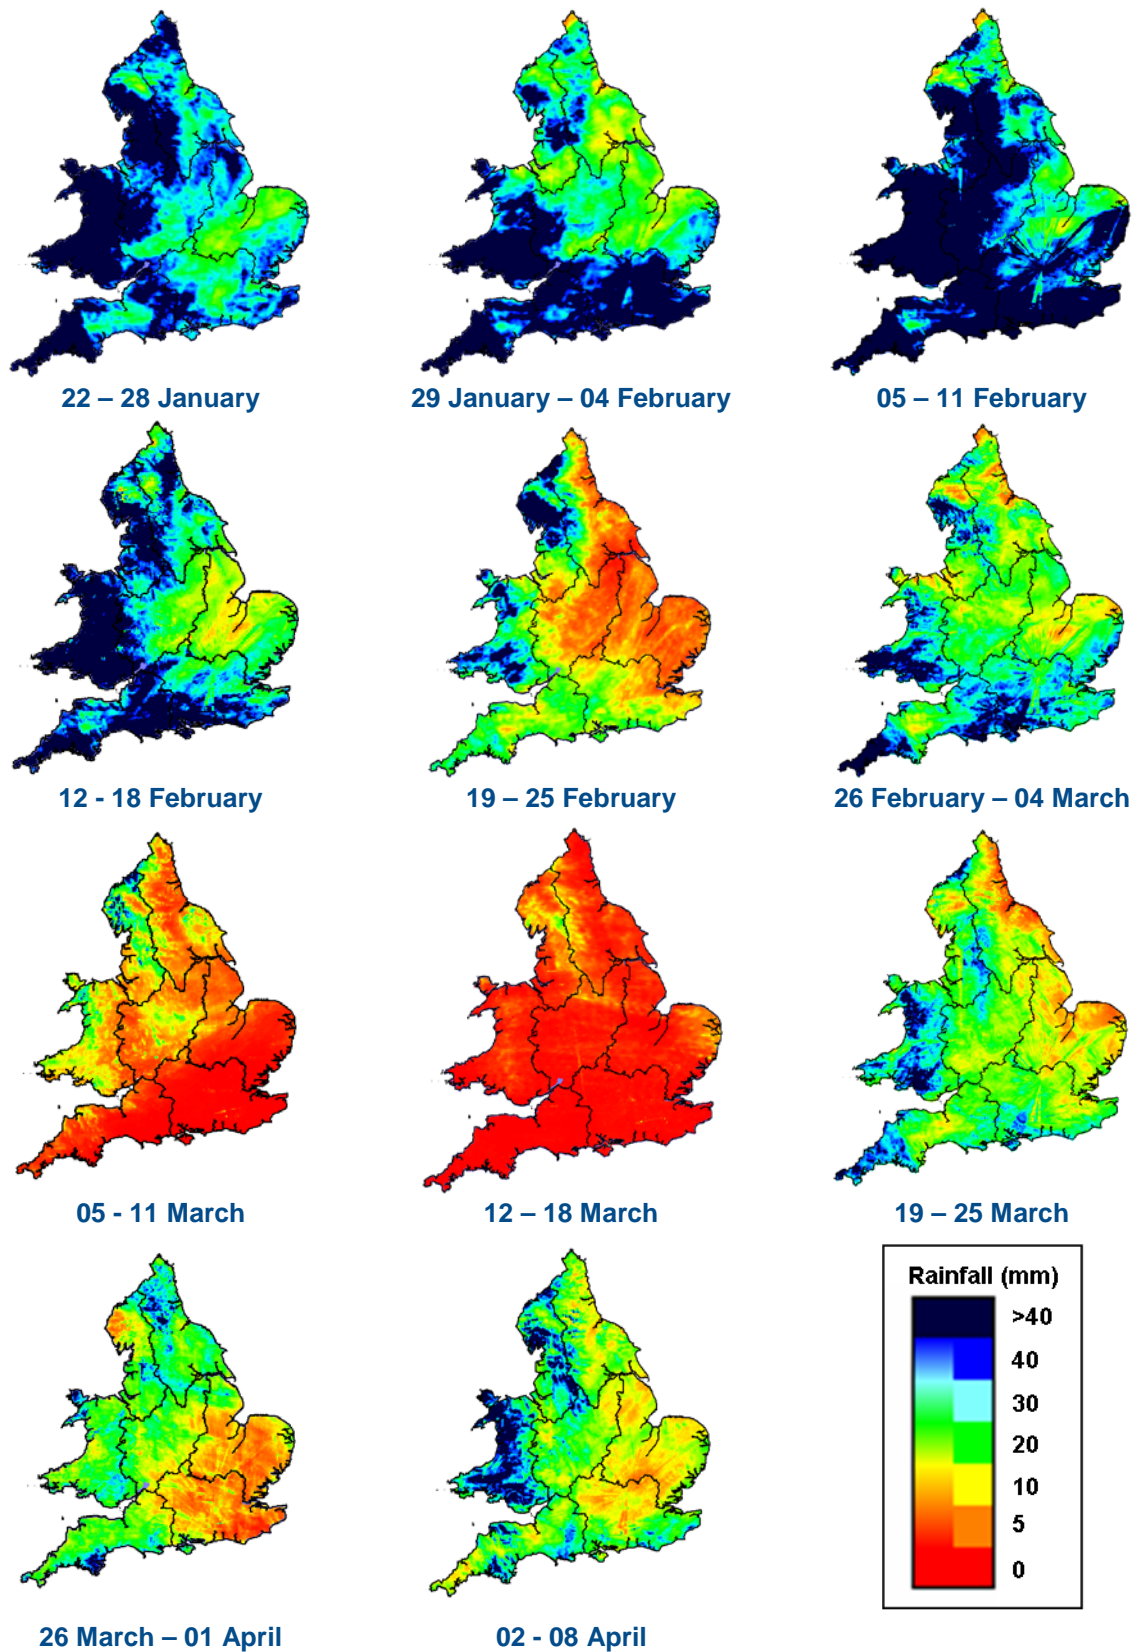 22 – 28 January
29 January – 04 February
05 – 11 February
12 - 18 February
19 – 25 February
26 February – 04 March
05 - 11 March
12 – 18 March
19 – 25 March
Rainfall (mm)
>40
40
30
20
10
5
0
26 March – 01 April
02 - 08 April